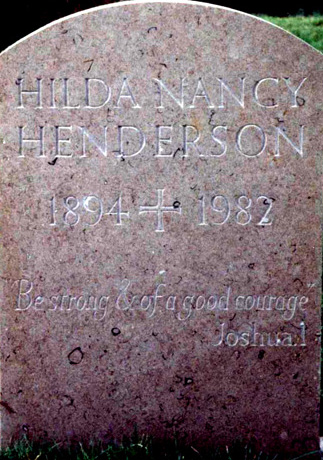 HILDA NANCY
HENDERSON
1894 ✠ 1982
"Be strong & of a good courage"
Joshua.1